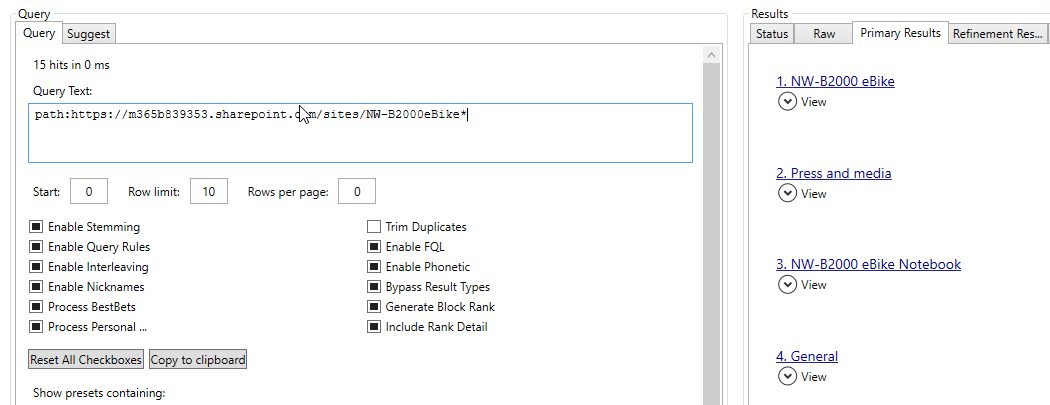 Query
Query Suggest
15 hits in 0 ms
Query Text:
path:https://m365b839353.sharepoint.com/sites/NW-B2000eBike*
Start: 0 Row limit: 10 Rows per page: 0
Enable Stemming Trim Duplicates
Enable Query Rules Enable FQL
Enable Interleaving Enable Phonetic
Enable Nicknames Bypass Result Types
Process BestBets Generate Block Rank
Process Personal ... Include Rank Detail
Reset All Checkboxes Copy to clipboard
Show presets containing:
Results
Status Raw Primary Results Refinement Res...
1. NW-B2000 eBike
View
2. Press and media
View
3. NW-B2000 eBike Notebook
View
4. General
View